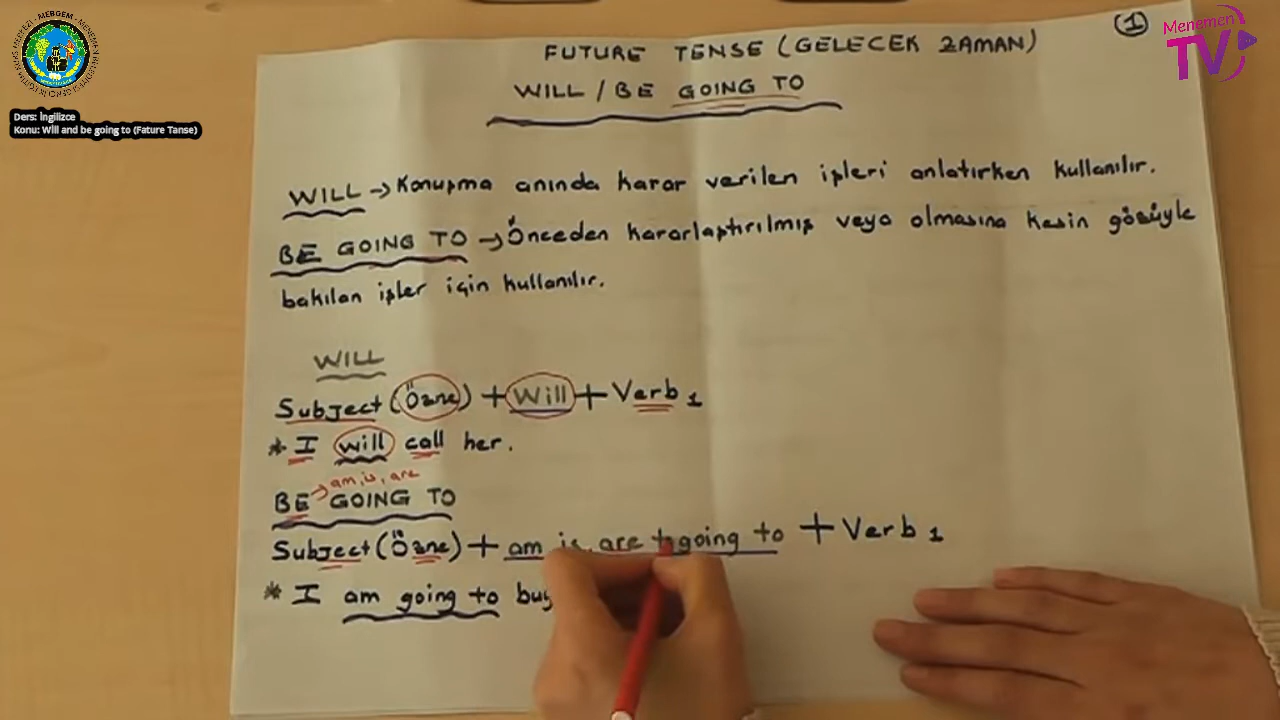 Menemen TV
Ders: İngilizce
Konu: Will and be going to (Fature Tanse)
1
FUTURE TENSE (GELECEK ZAMAN)
WILL / BE GOING TO
WILL → Konuşma anında karar verilen işleri anlatırken kullanılır.
BE GOING TO → Önceden kararlaştırılmış veya olmasına kesin gözüyle
bakılan işler için kullanılır.
WILL
Subject (Özne) + Will + Verb 1
* I will call her.
am, is, are
BE → GOING TO
Subject (Özne) + am is, are + going to + Verb 1
* I am going to buy